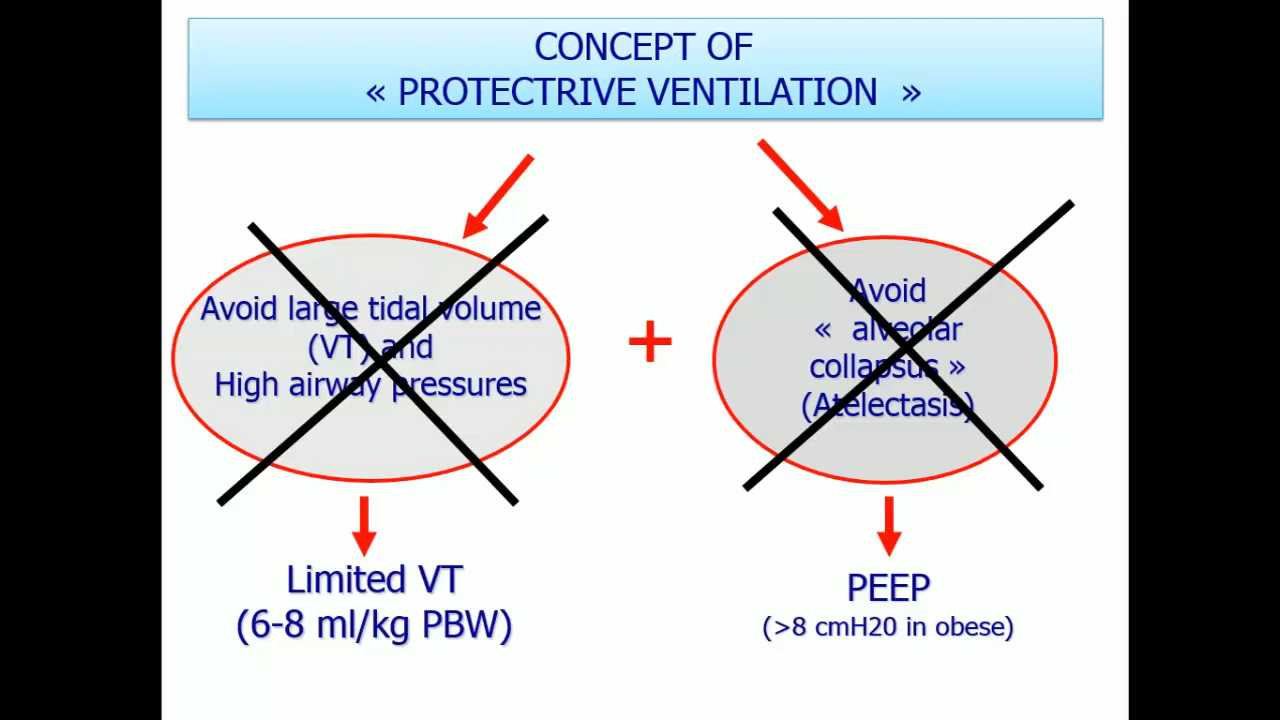 CONCEPT OF
« PROTECTRIVE VENTILATION »
Avoid large tidal volume
(VT) and
High airway pressures
+
Avoid
« alveolar
collapsus »
(Atelectasis)
Limited VT
(6-8 ml/kg PBW)
PEEP
(>8 cmH20 in obese)